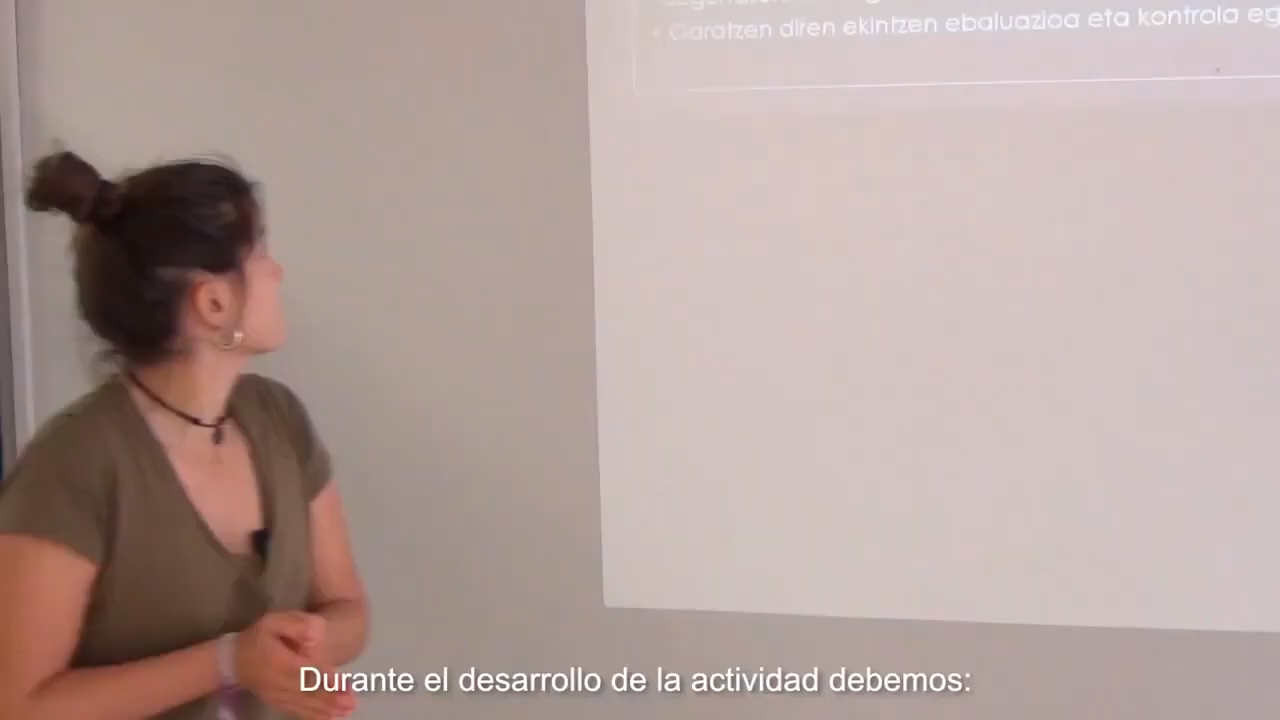 Garatzen diren ekintzen ebaluazioa eta kontrola eg
Durante el desarrollo de la actividad debemos: